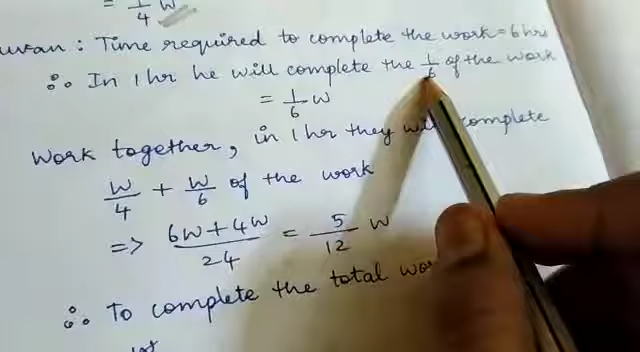 = 1/4 W
: Time required to complete the work = 6 hrs
∴ In 1 hr he will complete the 1/6 of the work
= 1/6 W
Work together, in 1 hr they will complete
W/4 + W/6 of the work
=> 6W + 4W / 24 = 5/12 W
∴ To complete the total